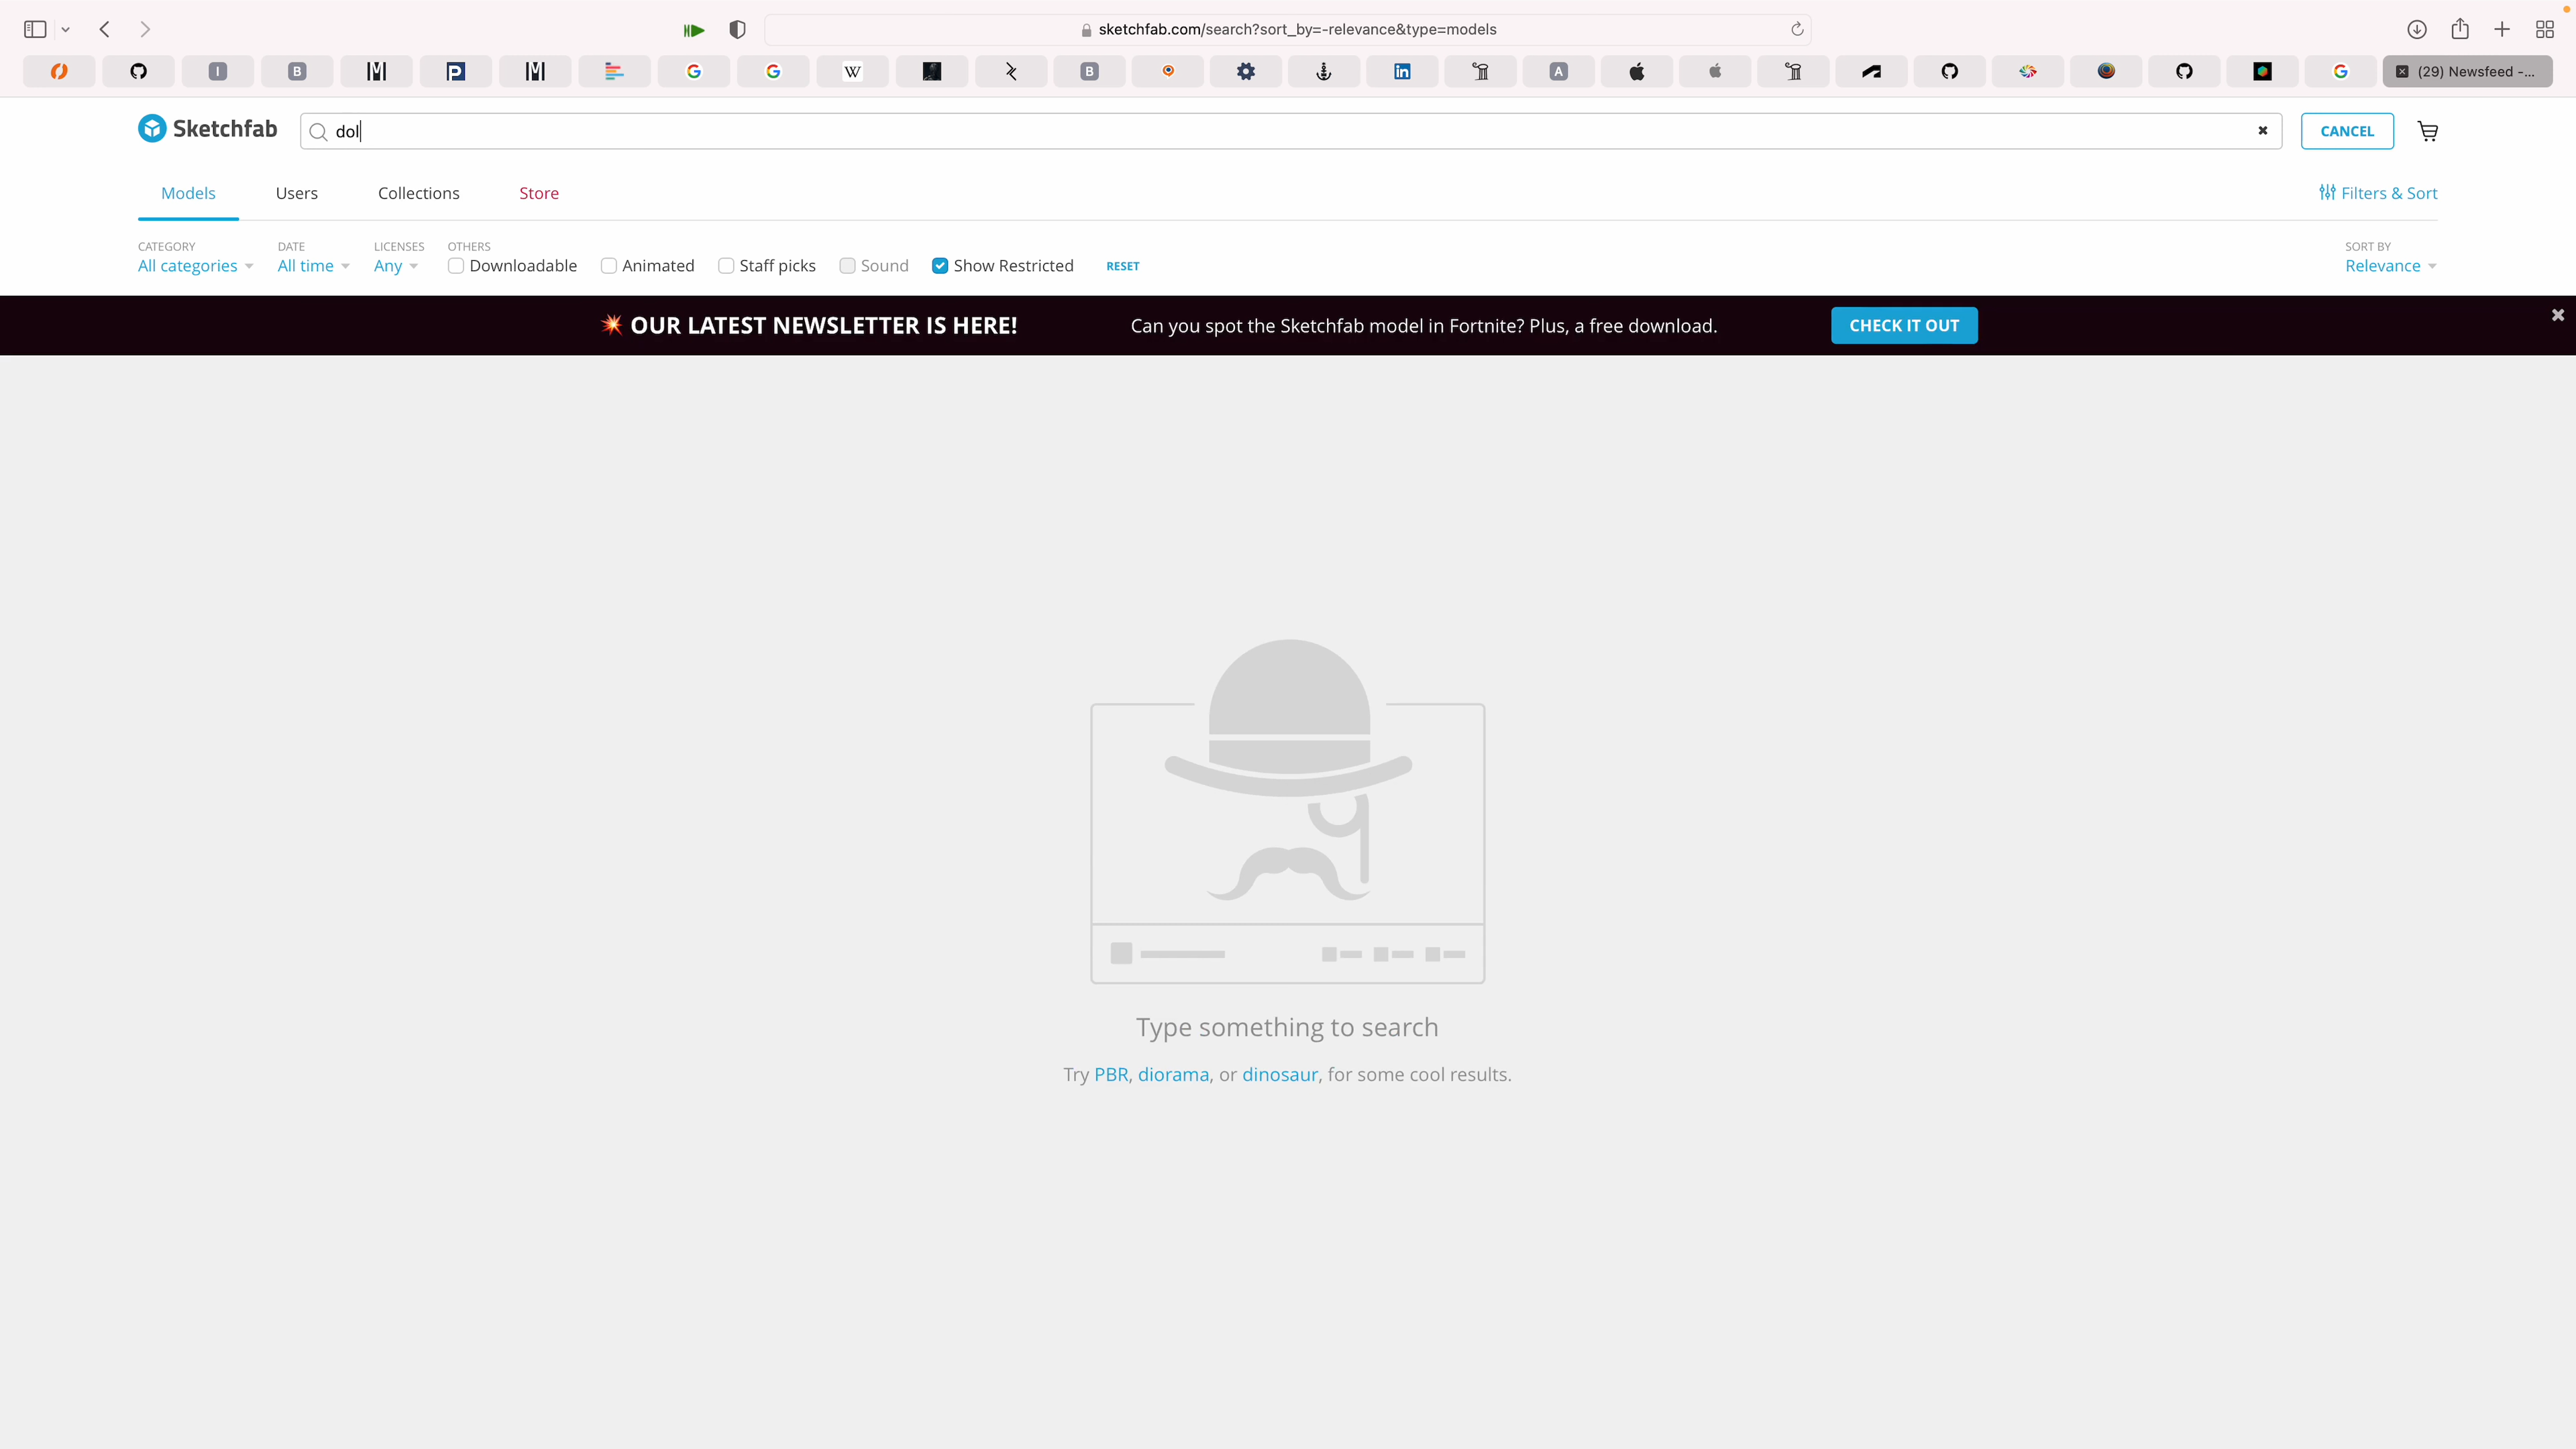 sketchfab.com/search?sort_by=-relevance&type=models
I B W B in A (29) Newsfeed -...
Sketchfab dol CANCEL
Models Users Collections Store Filters & Sort
CATEGORY DATE LICENSES OTHERS SORT BY
All categories All time Any Downloadable Animated Staff picks Sound Show Restricted RESET Relevance
💥 OUR LATEST NEWSLETTER IS HERE! Can you spot the Sketchfab model in Fortnite? Plus, a free download. CHECK IT OUT
Type something to search
Try PBR, diorama, or dinosaur, for some cool results.